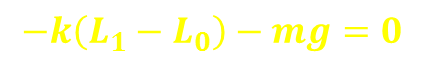 −k(L₁ − L₀) − mg = 0